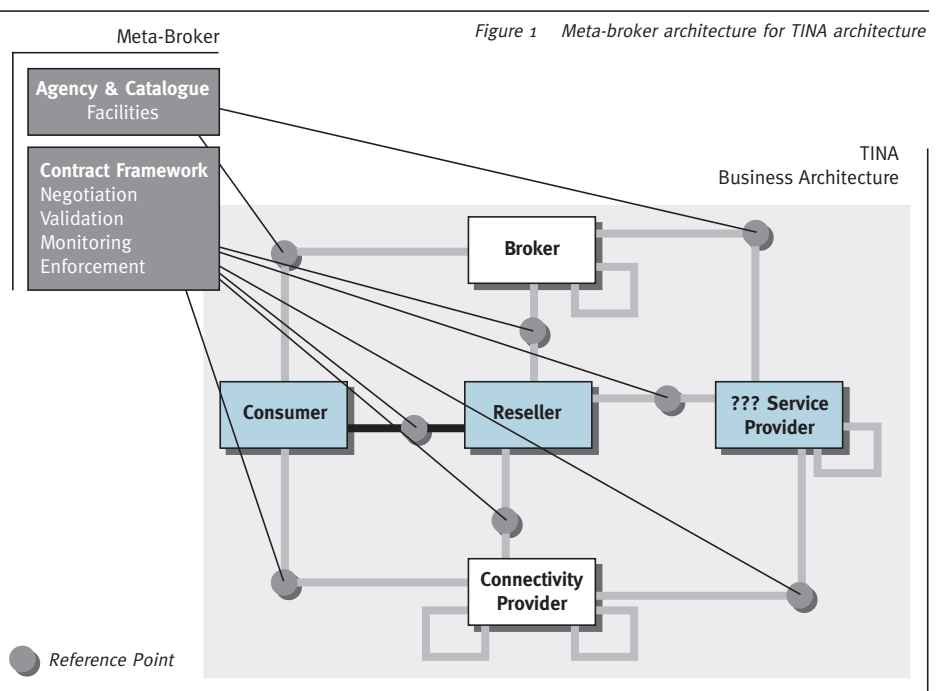 Figure 1 Meta-broker architecture for TINA architecture
Meta-Broker
Agency & Catalogue
Facilities
Contract Framework
Negotiation
Validation
Monitoring
Enforcement
TINA
Business Architecture
Broker
Consumer
Reseller
??? Service
Provider
Connectivity
Provider
Reference Point